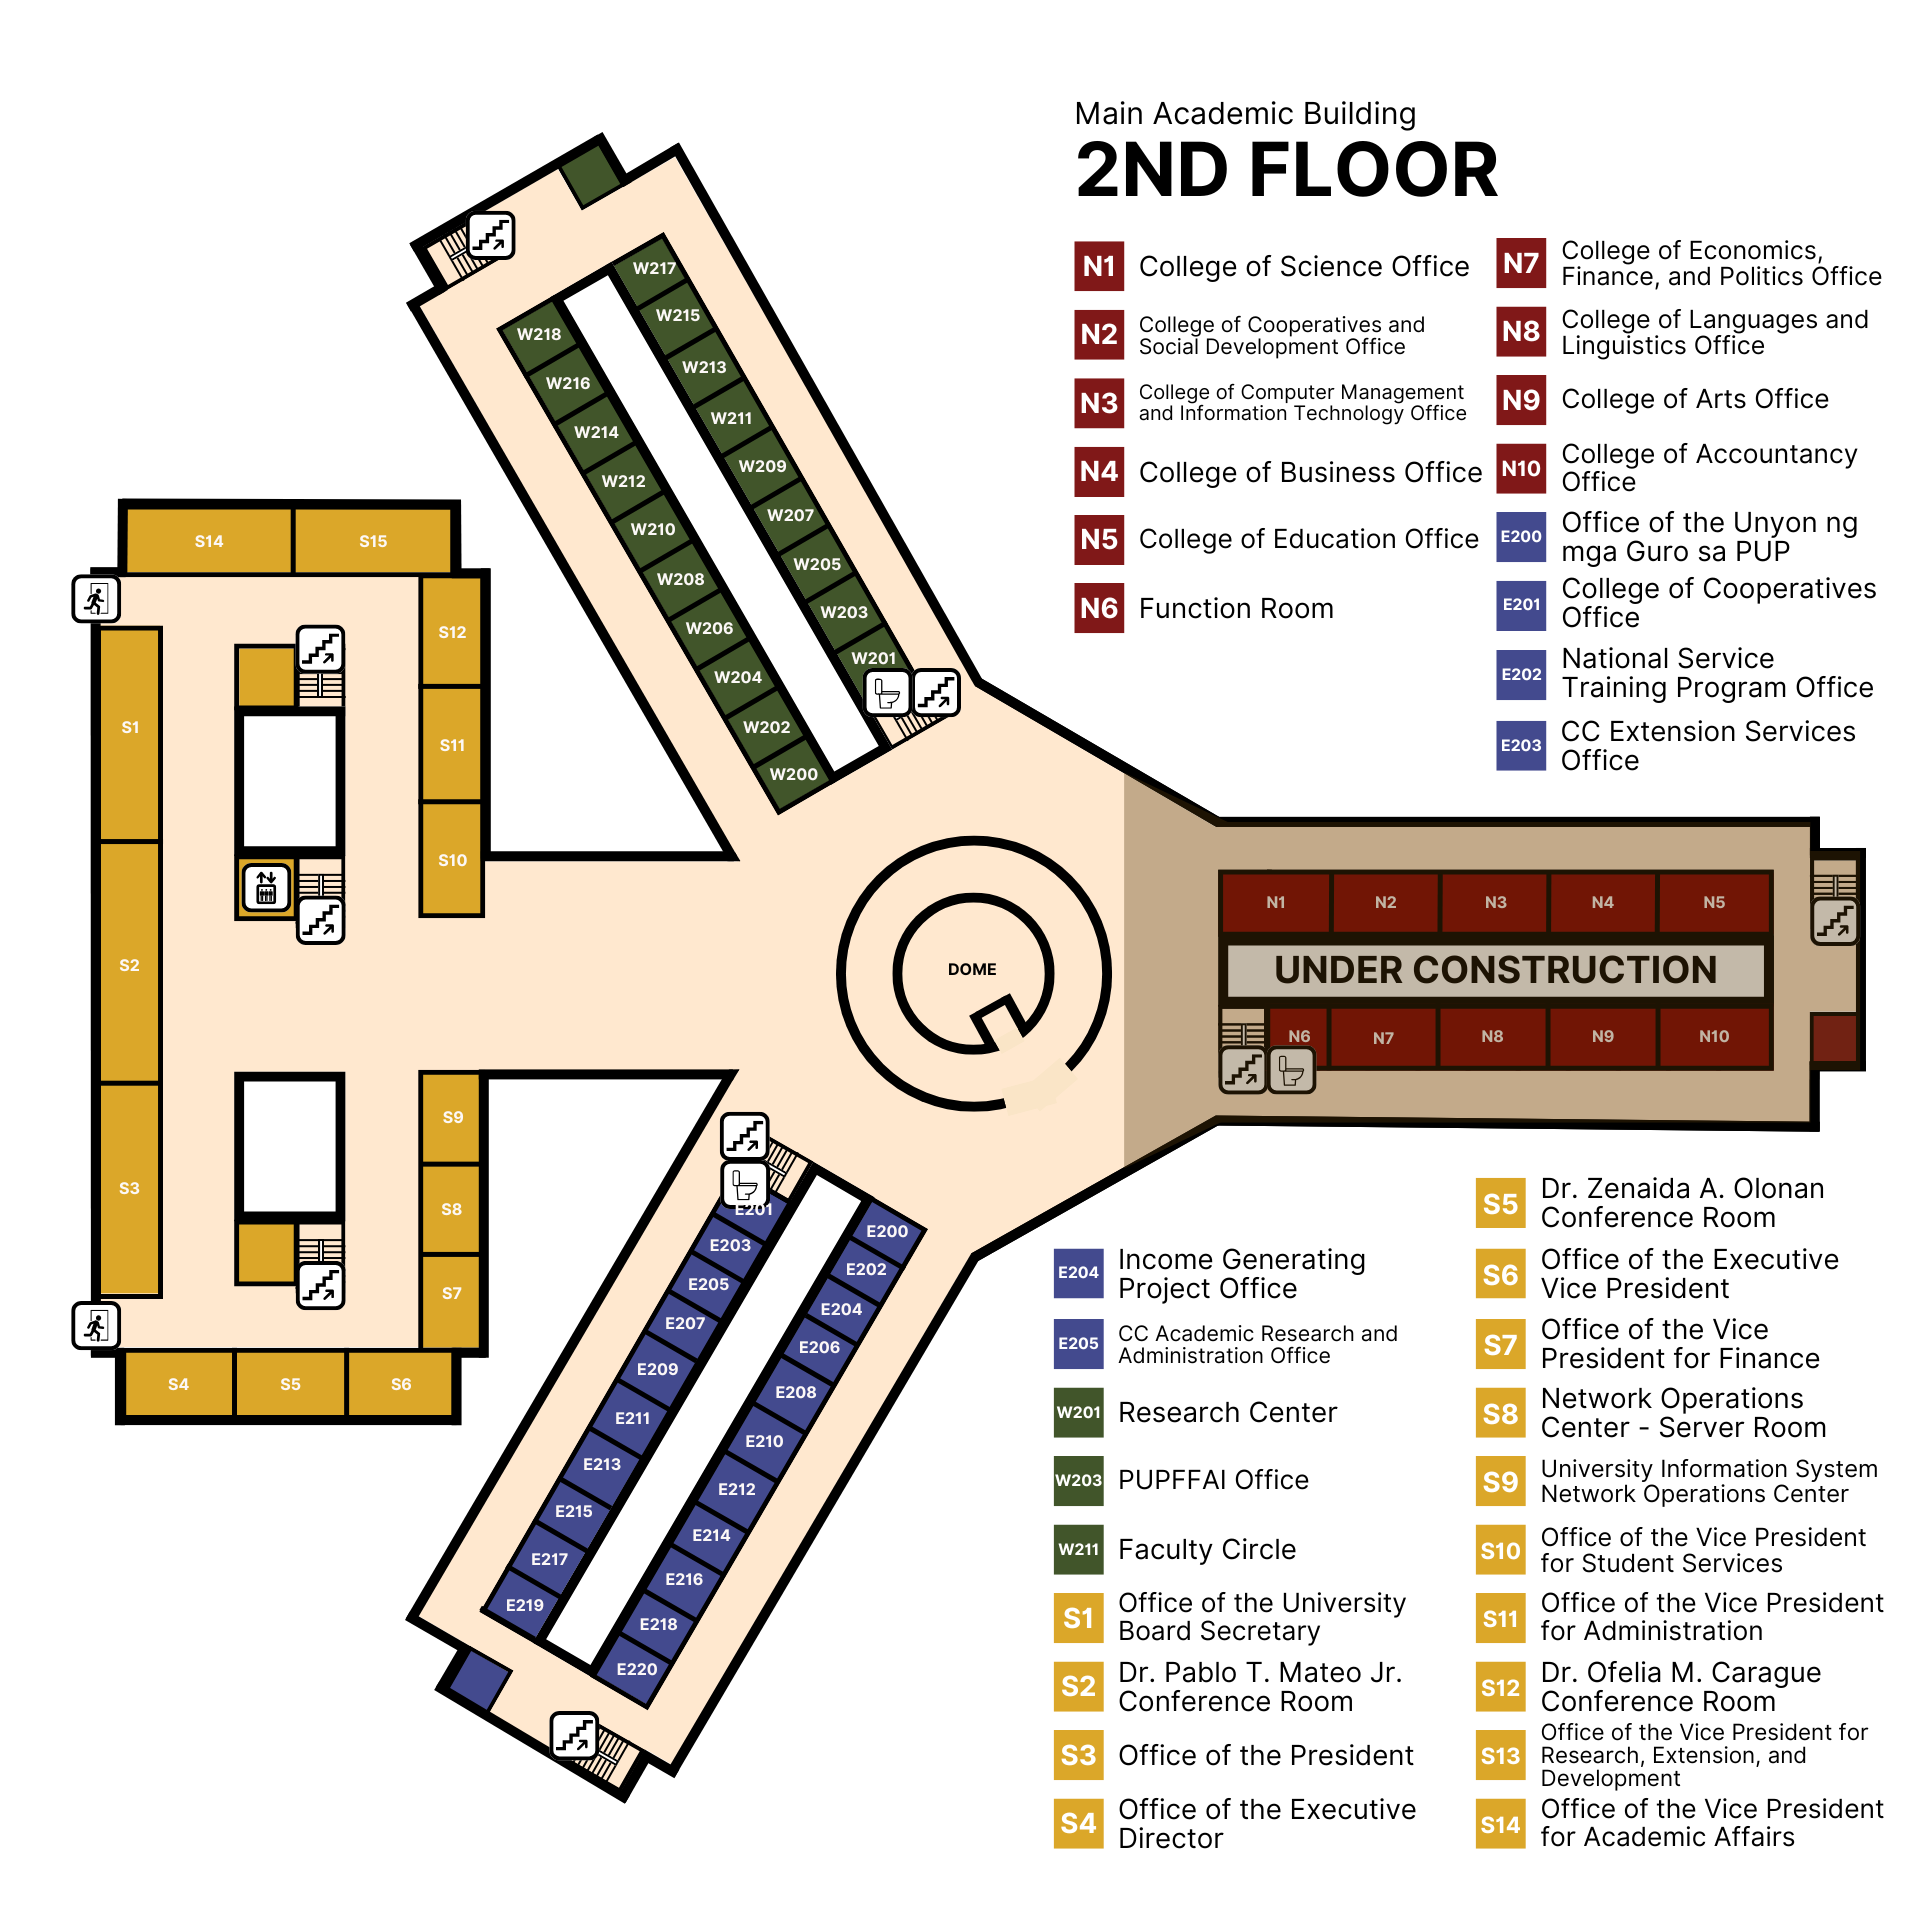 Main Academic Building
2ND FLOOR
N1 College of Science Office
N2 College of Cooperatives and
Social Development Office
N3 College of Computer Management
and Information Technology Office
N4 College of Business Office
N5 College of Education Office
N6 Function Room
N7 College of Economics,
Finance, and Politics Office
N8 College of Languages and
Linguistics Office
N9 College of Arts Office
N10 College of Accountancy
Office
E200 Office of the Unyon ng
mga Guro sa PUP
E201 College of Cooperatives
Office
E202 National Service
Training Program Office
E203 CC Extension Services
Office
W217
W215
W213
W211
W209
W207
W205
W203
W201
W218
W216
W214
W212
W210
W208
W206
W204
W202
W200
S14 S15
S12
S11
S10
S1
S2
S3
S9
S8
S7
S4 S5 S6
DOME
N1 N2 N3 N4 N5
UNDER CONSTRUCTION
N6 N7 N8 N9 N10
E201
E203
E205
E207
E209
E211
E213
E215
E217
E219
E200
E202
E204
E206
E208
E210
E212
E214
E216
E218
E220
E204 Income Generating
Project Office
E205 CC Academic Research and
Administration Office
W201 Research Center
W203 PUPFFAI Office
W211 Faculty Circle
S1 Office of the University
Board Secretary
S2 Dr. Pablo T. Mateo Jr.
Conference Room
S3 Office of the President
S4 Office of the Executive
Director
S5 Dr. Zenaida A. Olonan
Conference Room
S6 Office of the Executive
Vice President
S7 Office of the Vice
President for Finance
S8 Network Operations
Center - Server Room
S9 University Information System
Network Operations Center
S10 Office of the Vice President
for Student Services
S11 Office of the Vice President
for Administration
S12 Dr. Ofelia M. Carague
Conference Room
S13 Office of the Vice President for
Research, Extension, and
Development
S14 Office of the Vice President
for Academic Affairs